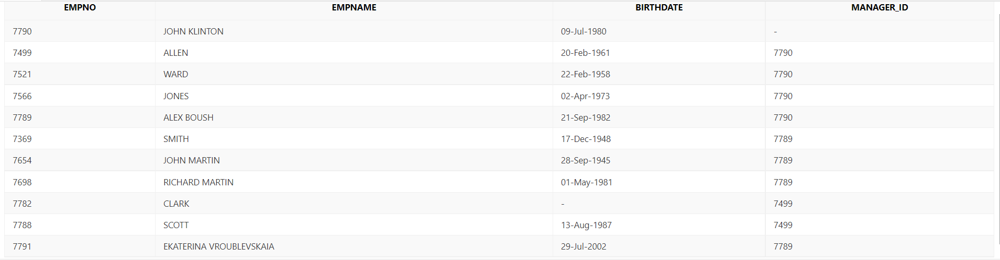 EMPNO EMPNAME BIRTHDATE MANAGER_ID
7790 JOHN KLINTON 09-Jul-1980 -
7499 ALLEN 20-Feb-1961 7790
7521 WARD 22-Feb-1958 7790
7566 JONES 02-Apr-1973 7790
7789 ALEX BOUSH 21-Sep-1982 7790
7369 SMITH 17-Dec-1948 7789
7654 JOHN MARTIN 28-Sep-1945 7789
7698 RICHARD MARTIN 01-May-1981 7789
7782 CLARK - 7499
7788 SCOTT 13-Aug-1987 7499
7791 EKATERINA VROUBLEVSKAIA 29-Jul-2002 7789